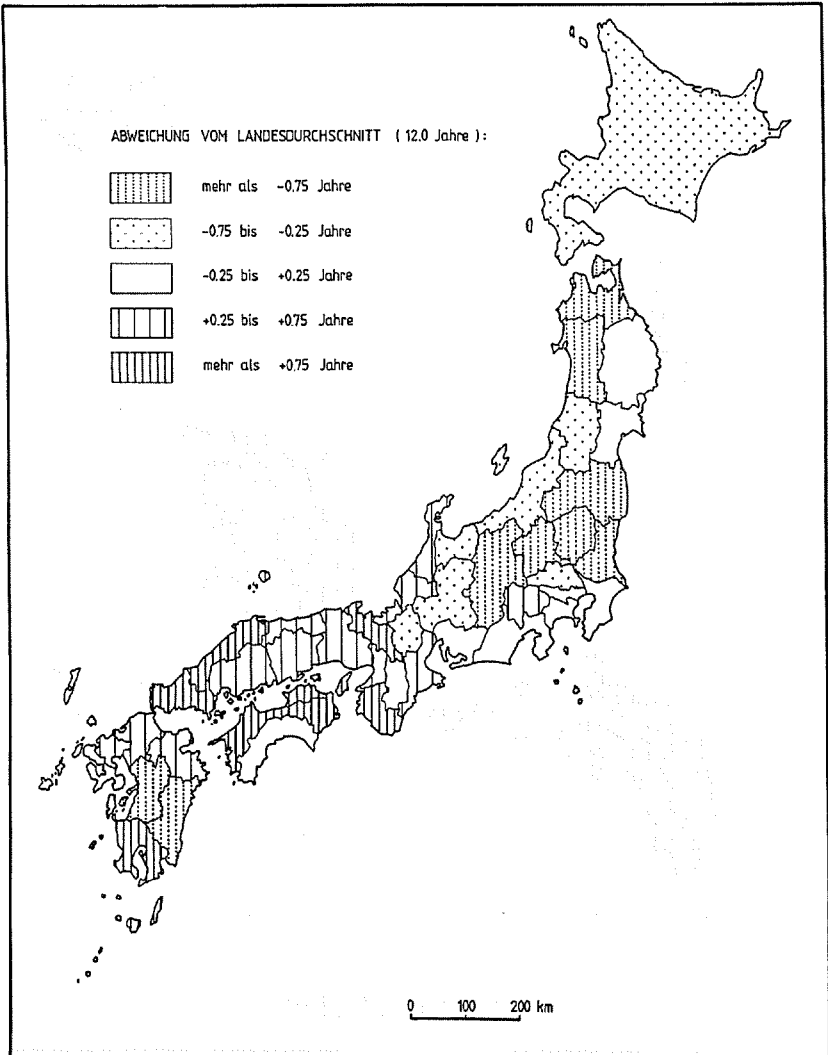 ABWEICHUNG VOM LANDESDURCHSCHNITT ( 12.0 Jahre ):
mehr als -0.75 Jahre
-0.75 bis -0.25 Jahre
-0.25 bis +0.25 Jahre
+0.25 bis +0.75 Jahre
mehr als +0.75 Jahre
0 100 200 km